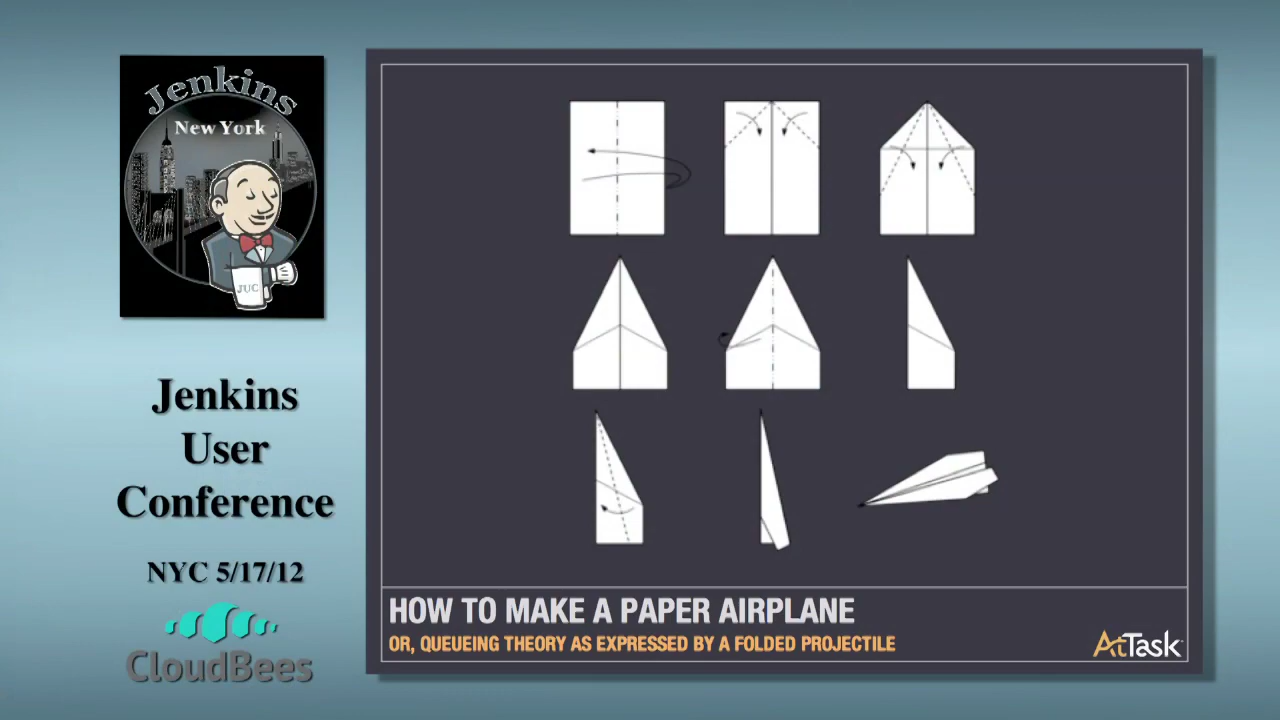 Jenkins
New York
JUC
Jenkins
User
Conference
NYC 5/17/12
CloudBees
HOW TO MAKE A PAPER AIRPLANE
OR, QUEUEING THEORY AS EXPRESSED BY A FOLDED PROJECTILE
AtTask